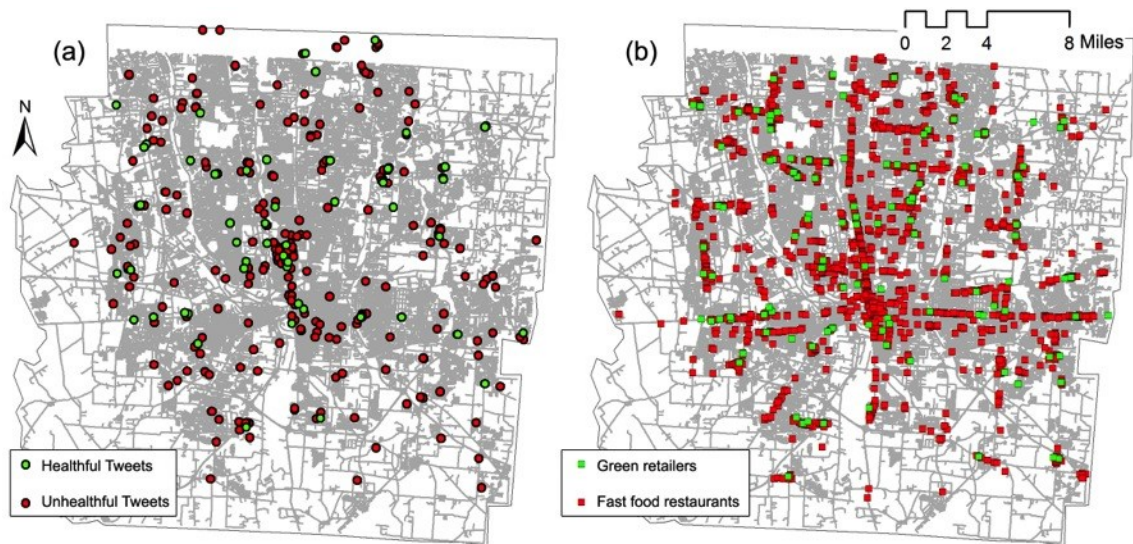 (a)
(b)
0 2 4 8 Miles
N
Healthful Tweets
Unhealthful Tweets
Green retailers
Fast food restaurants